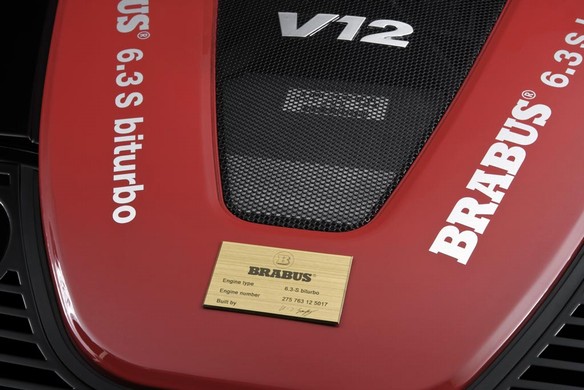 V12
BUS® 6.3 S biturbo
BRABUS® 6.3 S
B
BRABUS®
Engine type 6.3-S biturbo
Engine number 275 763 12 5017
Built by